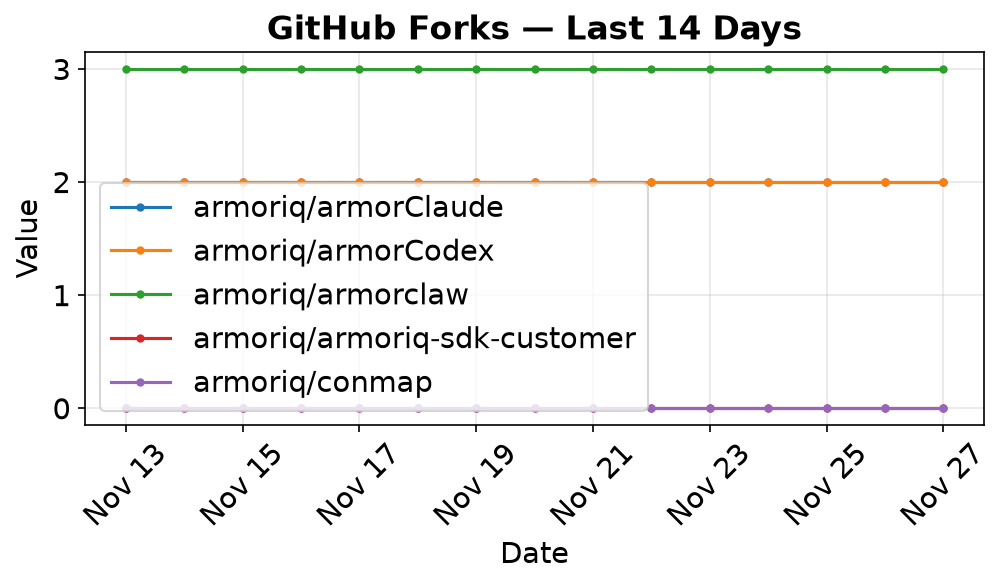 GitHub Forks — Last 14 Days
3
2
1
0
Value
armoriq/armorClaude
armoriq/armorCodex
armoriq/armorclaw
armoriq/armoriq-sdk-customer
armoriq/conmap
Nov 13
Nov 15
Nov 17
Nov 19
Nov 21
Nov 23
Nov 25
Nov 27
Date